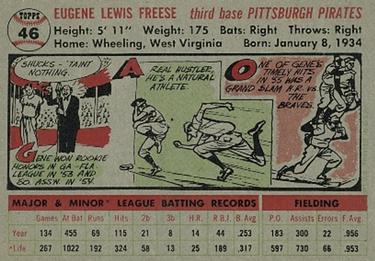 TOPPS
46
EUGENE LEWIS FREESE third base PITTSBURGH PIRATES
Height: 5' 11" Weight: 175 Bats: Right Throws: Right
Home: Wheeling, West Virginia Born: January 8, 1934
SHUCKS-'TAINT
NOTHING.
GENE WON ROOKIE
HONORS IN GA-FLA
LEAGUE IN '53 AND
SO. ASSN. IN '54.
A REAL HUSTLER,
HE'S A NATURAL
ATHLETE.
ONE OF GENE'S
TIMELY HITS
IN '55 WAS A
GRAND SLAM H.R. VS. THE
BRAVES.
MAJOR & MINOR* LEAGUE BATTING RECORDS FIELDING
Games At Bat Runs Hits 2b 3b H.R. R.B.I. B. Avg P.O. Assists Errors F. Avg.
Year 134 455 69 115 21 8 14 44 .253 183 300 22 .956
*Life 267 1022 192 324 58 13 25 .317 597 566 .953